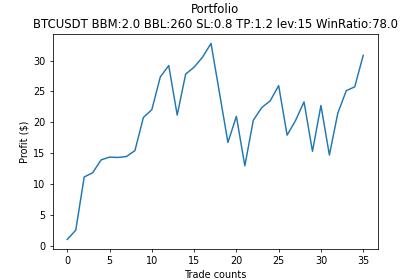 Portfolio
BTCUSDT BBM:2.0 BBL:260 SL:0.8 TP:1.2 lev:15 WinRatio:78.0
30
25
20
15
10
5
0
Profit ($)
0 5 10 15 20 25 30 35
Trade counts